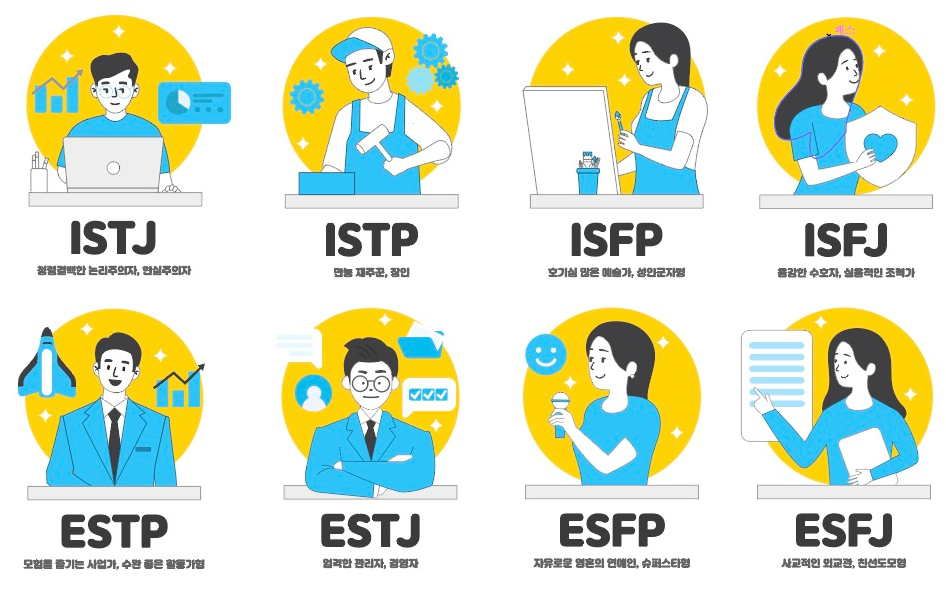 패스
ISTJ
청렴결백한 논리주의자, 현실주의자
ISTP
만능 재주꾼, 장인
ISFP
호기심 많은 예술가, 성인군자형
ISFJ
용감한 수호자, 실용적인 조력가
ESTP
모험을 즐기는 사업가, 수완 좋은 활동가형
ESTJ
엄격한 관리자, 경영자
ESFP
자유로운 영혼의 연예인, 슈퍼스타형
ESFJ
사교적인 외교관, 친선도모형